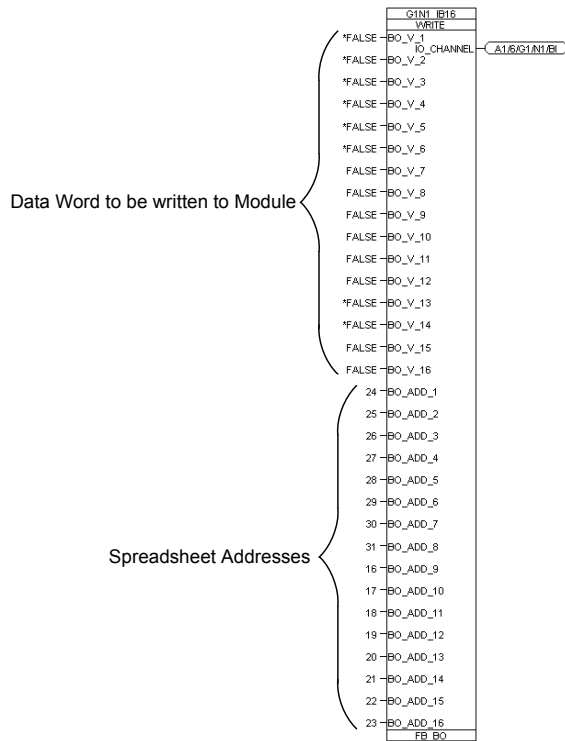 G1N1_IB16
WRITE
*FALSE BO_V_1
IO_CHANNEL A1/6/G1/N1/BI
*FALSE BO_V_2
*FALSE BO_V_3
*FALSE BO_V_4
*FALSE BO_V_5
*FALSE BO_V_6
FALSE BO_V_7
FALSE BO_V_8
Data Word to be written to Module
FALSE BO_V_9
FALSE BO_V_10
FALSE BO_V_11
FALSE BO_V_12
*FALSE BO_V_13
*FALSE BO_V_14
FALSE BO_V_15
FALSE BO_V_16
24 BO_ADD_1
25 BO_ADD_2
26 BO_ADD_3
27 BO_ADD_4
28 BO_ADD_5
29 BO_ADD_6
30 BO_ADD_7
31 BO_ADD_8
Spreadsheet Addresses
16 BO_ADD_9
17 BO_ADD_10
18 BO_ADD_11
19 BO_ADD_12
20 BO_ADD_13
21 BO_ADD_14
22 BO_ADD_15
23 BO_ADD_16
FB_BO